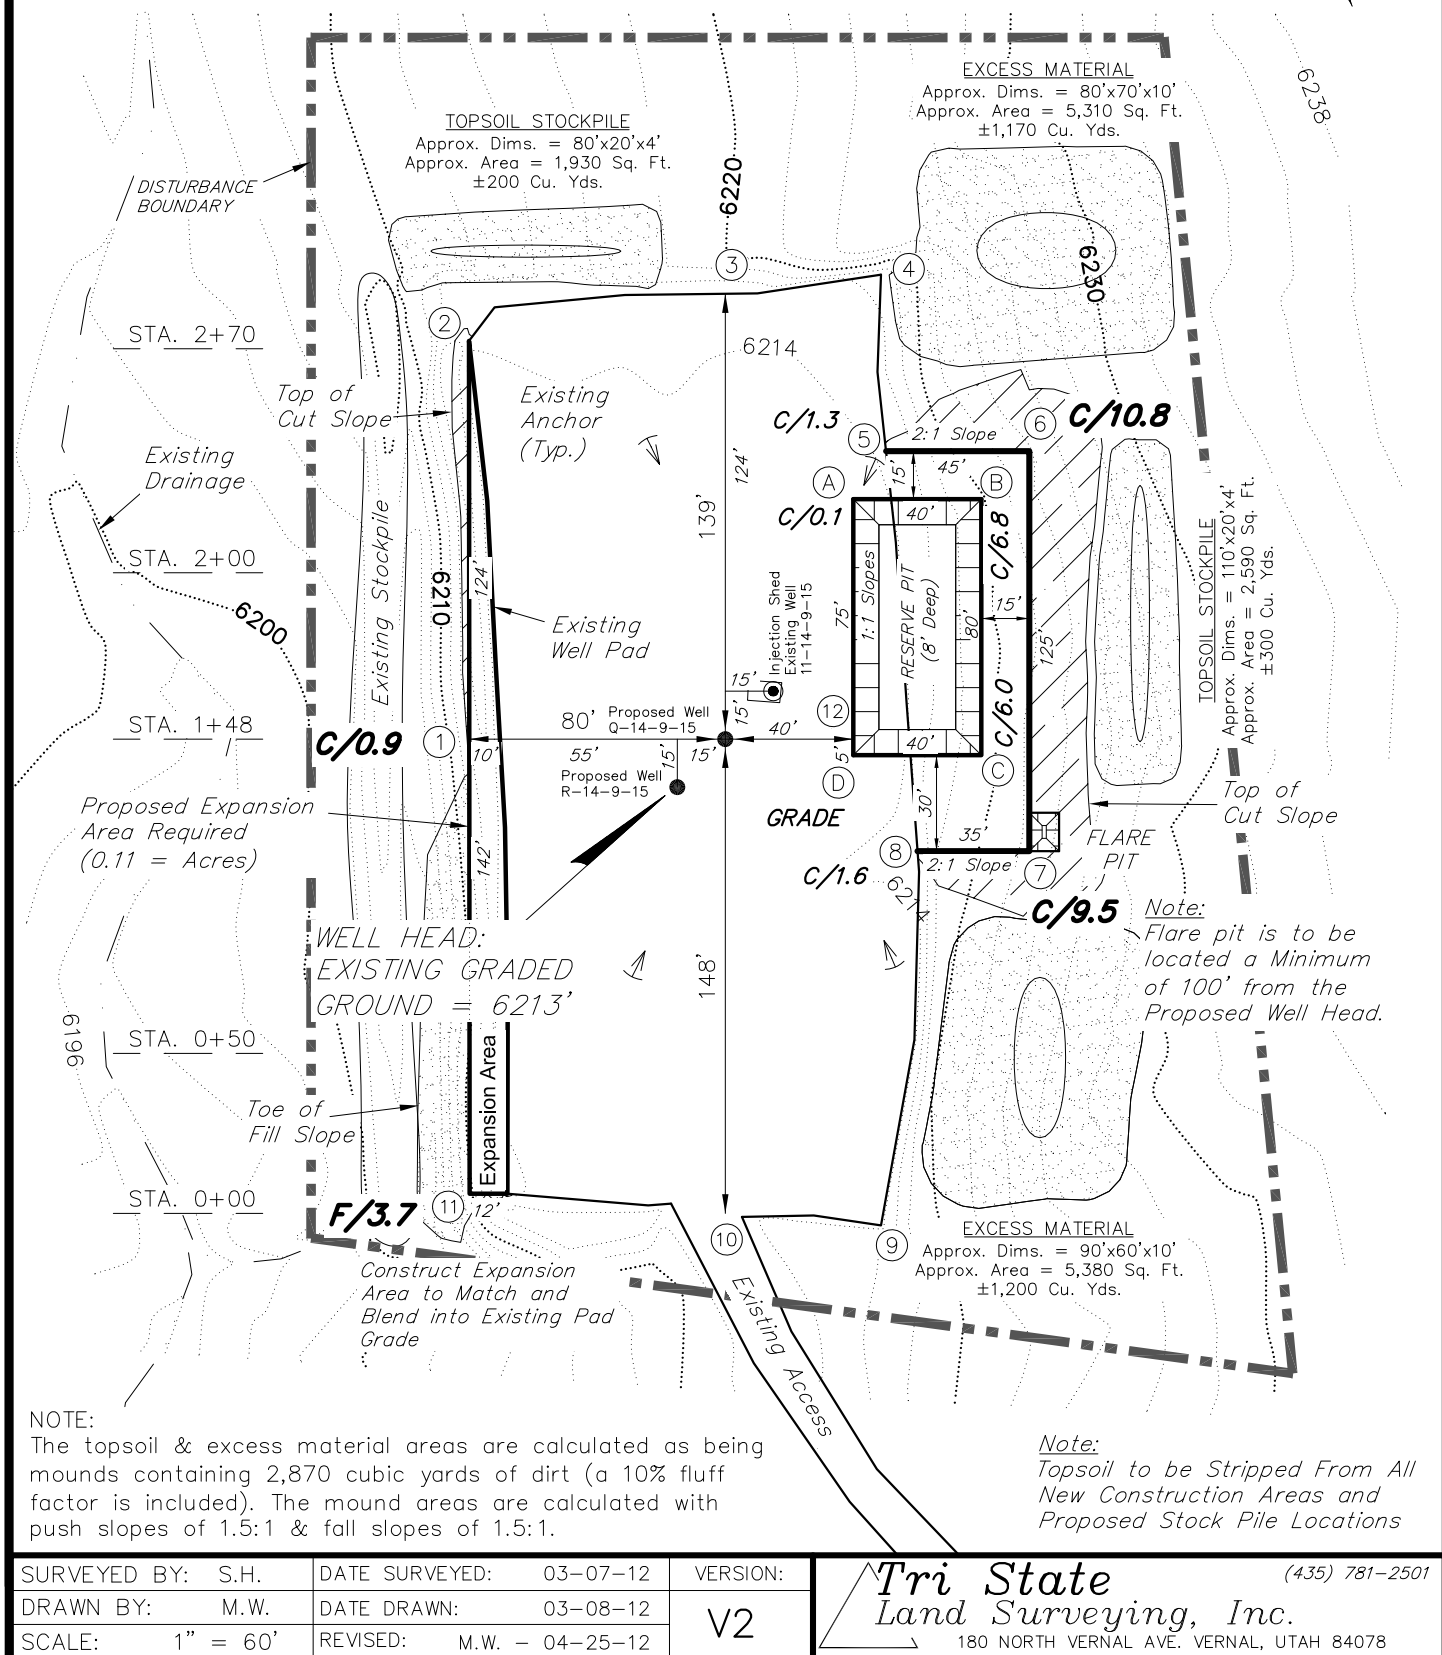 6238
EXCESS MATERIAL
Approx. Dims. = 80'x70'x10'
Approx. Area = 5,310 Sq. Ft.
±1,170 Cu. Yds.
TOPSOIL STOCKPILE
Approx. Dims. = 80'x20'x4'
Approx. Area = 1,930 Sq. Ft.
±200 Cu. Yds.
DISTURBANCE
BOUNDARY
6220
6230
3
4
2
STA. 2+70
6214
Top of
Cut Slope
Existing
Anchor
(Typ.)
C/1.3
5
2:1 Slope
6
C/10.8
Existing
Drainage
124'
139'
15'
45'
A
B
C/0.1
40'
C/6.8
STA. 2+00
6200
Existing Stockpile
6210
124'
Existing
Well Pad
Injection Shed
Existing Well
11-14-9-15
75'
1:1 Slopes
RESERVE PIT
(8' Deep)
80'
15'
125'
TOPSOIL STOCKPILE
Approx. Dims. = 110'x20'x4'
Approx. Area = 2,590 Sq. Ft.
±300 Cu. Yds.
15'
15'
12
C/6.0
STA. 1+48
C/0.9
1
80'
Proposed Well
Q-14-9-15
40'
10'
55'
15'
15'
5'
40'
Proposed Well
R-14-9-15
D
C
GRADE
30'
Top of
Cut Slope
Proposed Expansion
Area Required
(0.11 = Acres)
142'
35'
8
2:1 Slope
7
FLARE
PIT
C/1.6
6214
C/9.5
Note:
Flare pit is to be
located a Minimum
of 100' from the
Proposed Well Head.
WELL HEAD:
EXISTING GRADED
GROUND = 6213'
148'
6196
STA. 0+50
Expansion Area
Toe of
Fill Slope
STA. 0+00
F/3.7
11
12'
10
9
EXCESS MATERIAL
Approx. Dims. = 90'x60'x10'
Approx. Area = 5,380 Sq. Ft.
±1,200 Cu. Yds.
Construct Expansion
Area to Match and
Blend into Existing Pad
Grade
Existing Access
NOTE:
The topsoil & excess material areas are calculated as being
mounds containing 2,870 cubic yards of dirt (a 10% fluff
factor is included). The mound areas are calculated with
push slopes of 1.5:1 & fall slopes of 1.5:1.
Note:
Topsoil to be Stripped From All
New Construction Areas and
Proposed Stock Pile Locations
SURVEYED BY: S.H.
DATE SURVEYED: 03-07-12
VERSION:
DRAWN BY: M.W.
DATE DRAWN: 03-08-12
V2
SCALE: 1" = 60'
REVISED: M.W. - 04-25-12
Tri State
Land Surveying, Inc.
(435) 781-2501
180 NORTH VERNAL AVE. VERNAL, UTAH 84078